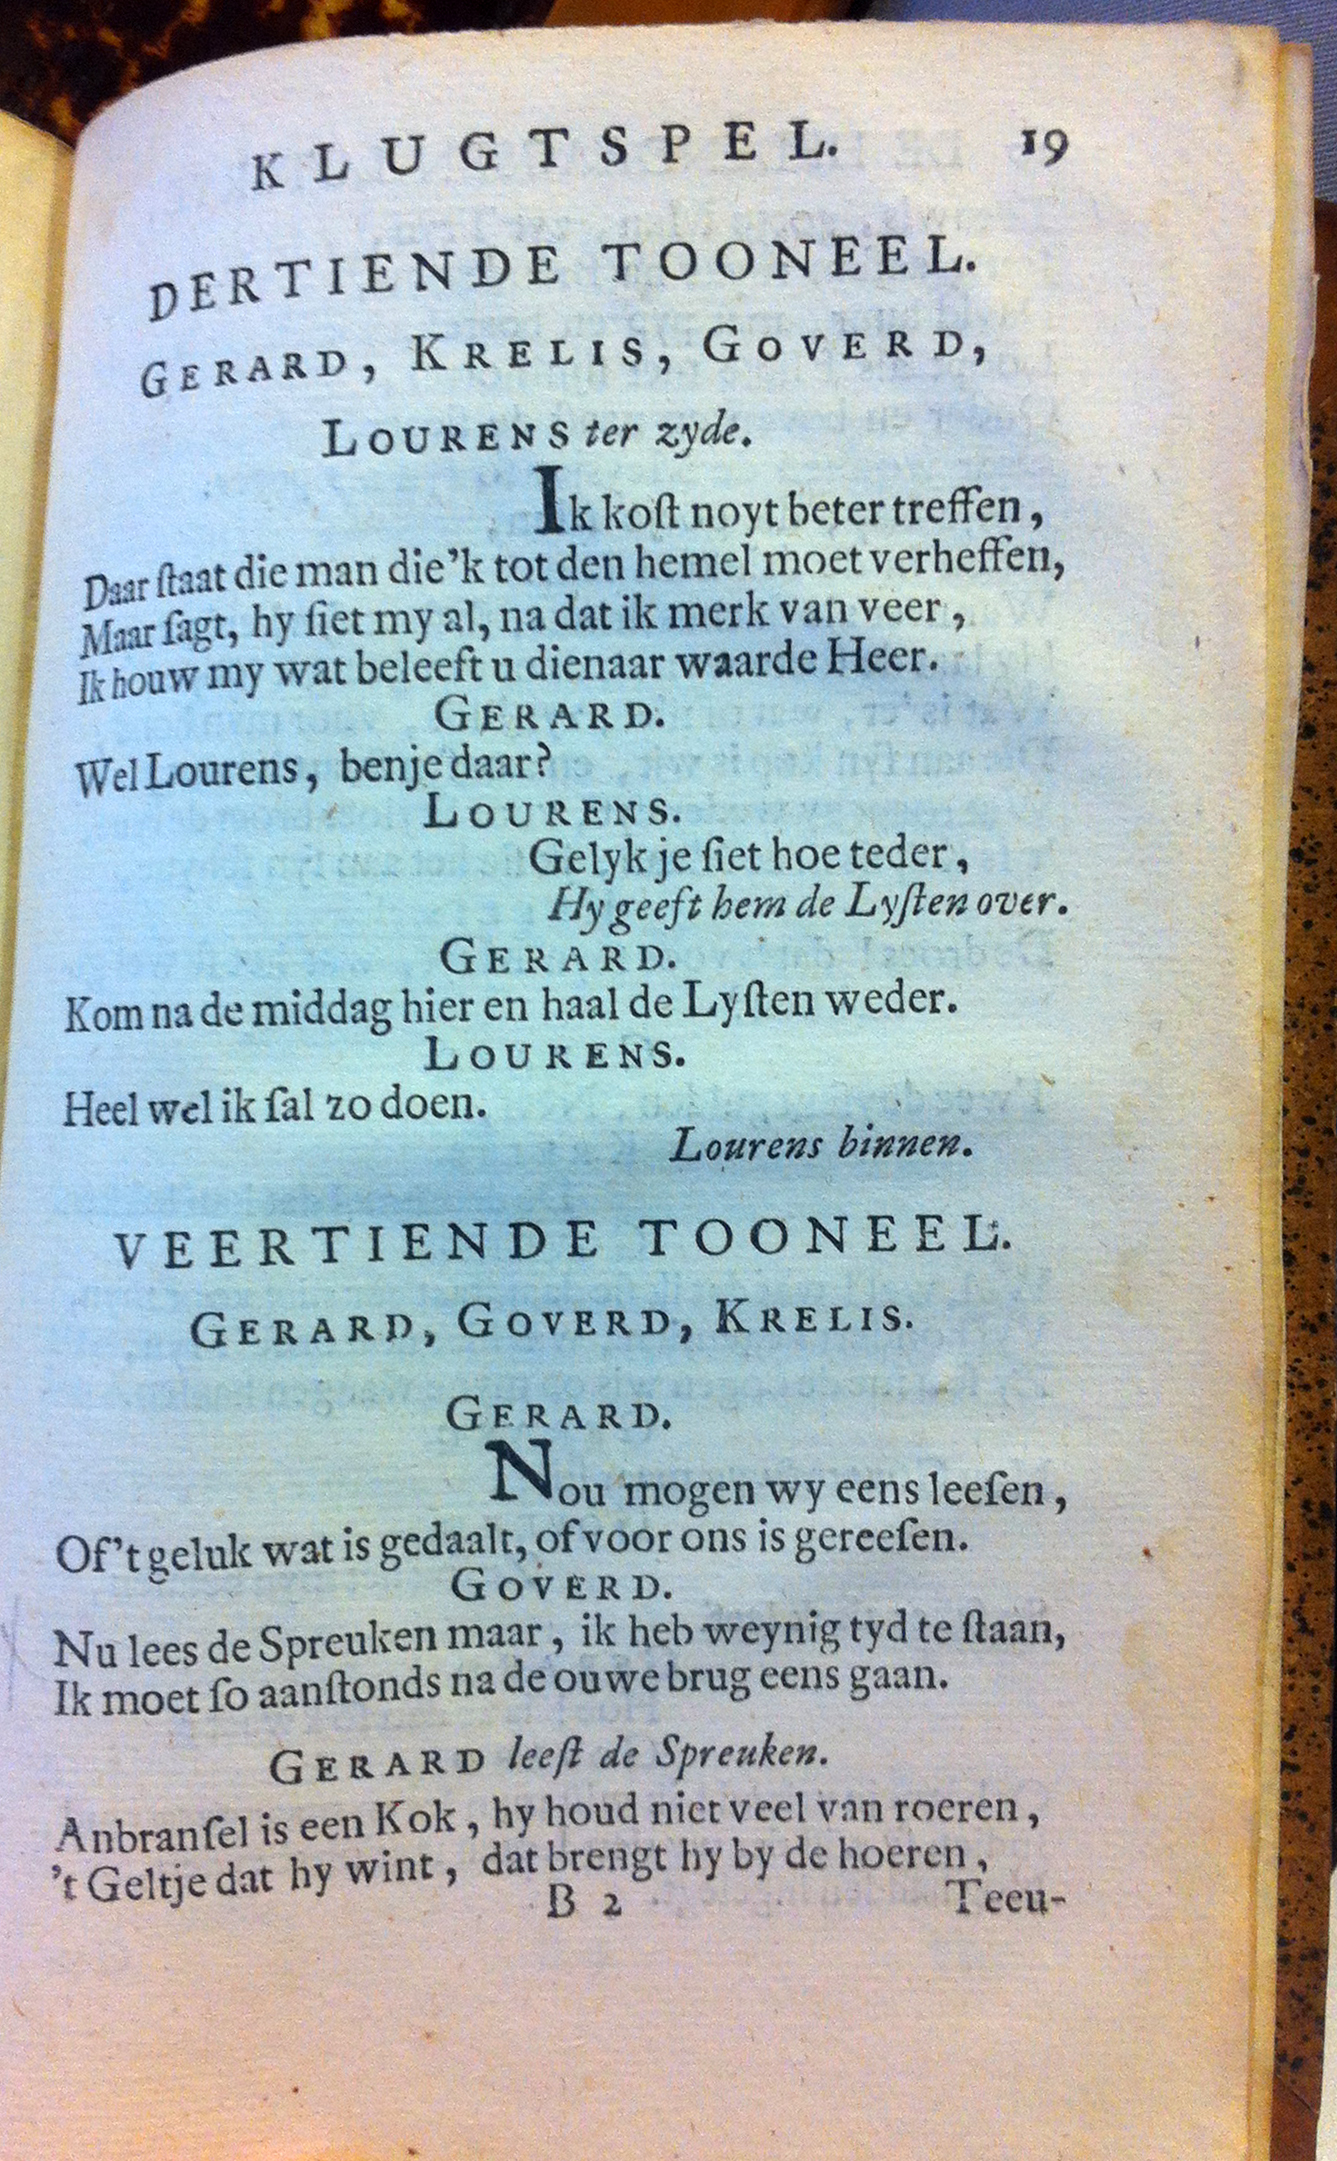 KLUGTSPEL. 19
DERTIENDE TOONEEL.
GERARD, KRELIS, GOVERD,
LOURENS ter zyde.
Ik koſt noyt beter treffen,
Daar ſtaat die man die'k tot den hemel moet verheffen,
Maar ſagt, hy ſiet my al, na dat ik merk van veer,
Ik houw my wat beleeft u dienaar waarde Heer.
GERARD.
Wel Lourens, benje daar?
LOURENS.
Gelyk je ſiet hoe teder,
Hy geeft hem de Lyſten over.
GERARD.
Kom na de middag hier en haal de Lyſten weder.
LOURENS.
Heel wel ik ſal zo doen.
Lourens binnen.
VEERTIENDE TOONEEL.
GERARD, GOVERD, KRELIS.
GERARD.
Nou mogen wy eens leeſen,
Of 't geluk wat is gedaalt, of voor ons is gereeſen.
GOVERD.
Nu lees de Spreuken maar, ik heb weynig tyd te ſtaan,
Ik moet ſo aanſtonds na de ouwe brug eens gaan.
GERARD leeſt de Spreuken.
Anbranſel is een Kok, hy houd niet veel van roeren,
't Geltje dat hy wint, dat brengt hy by de hoeren,
B 2 Teeu-